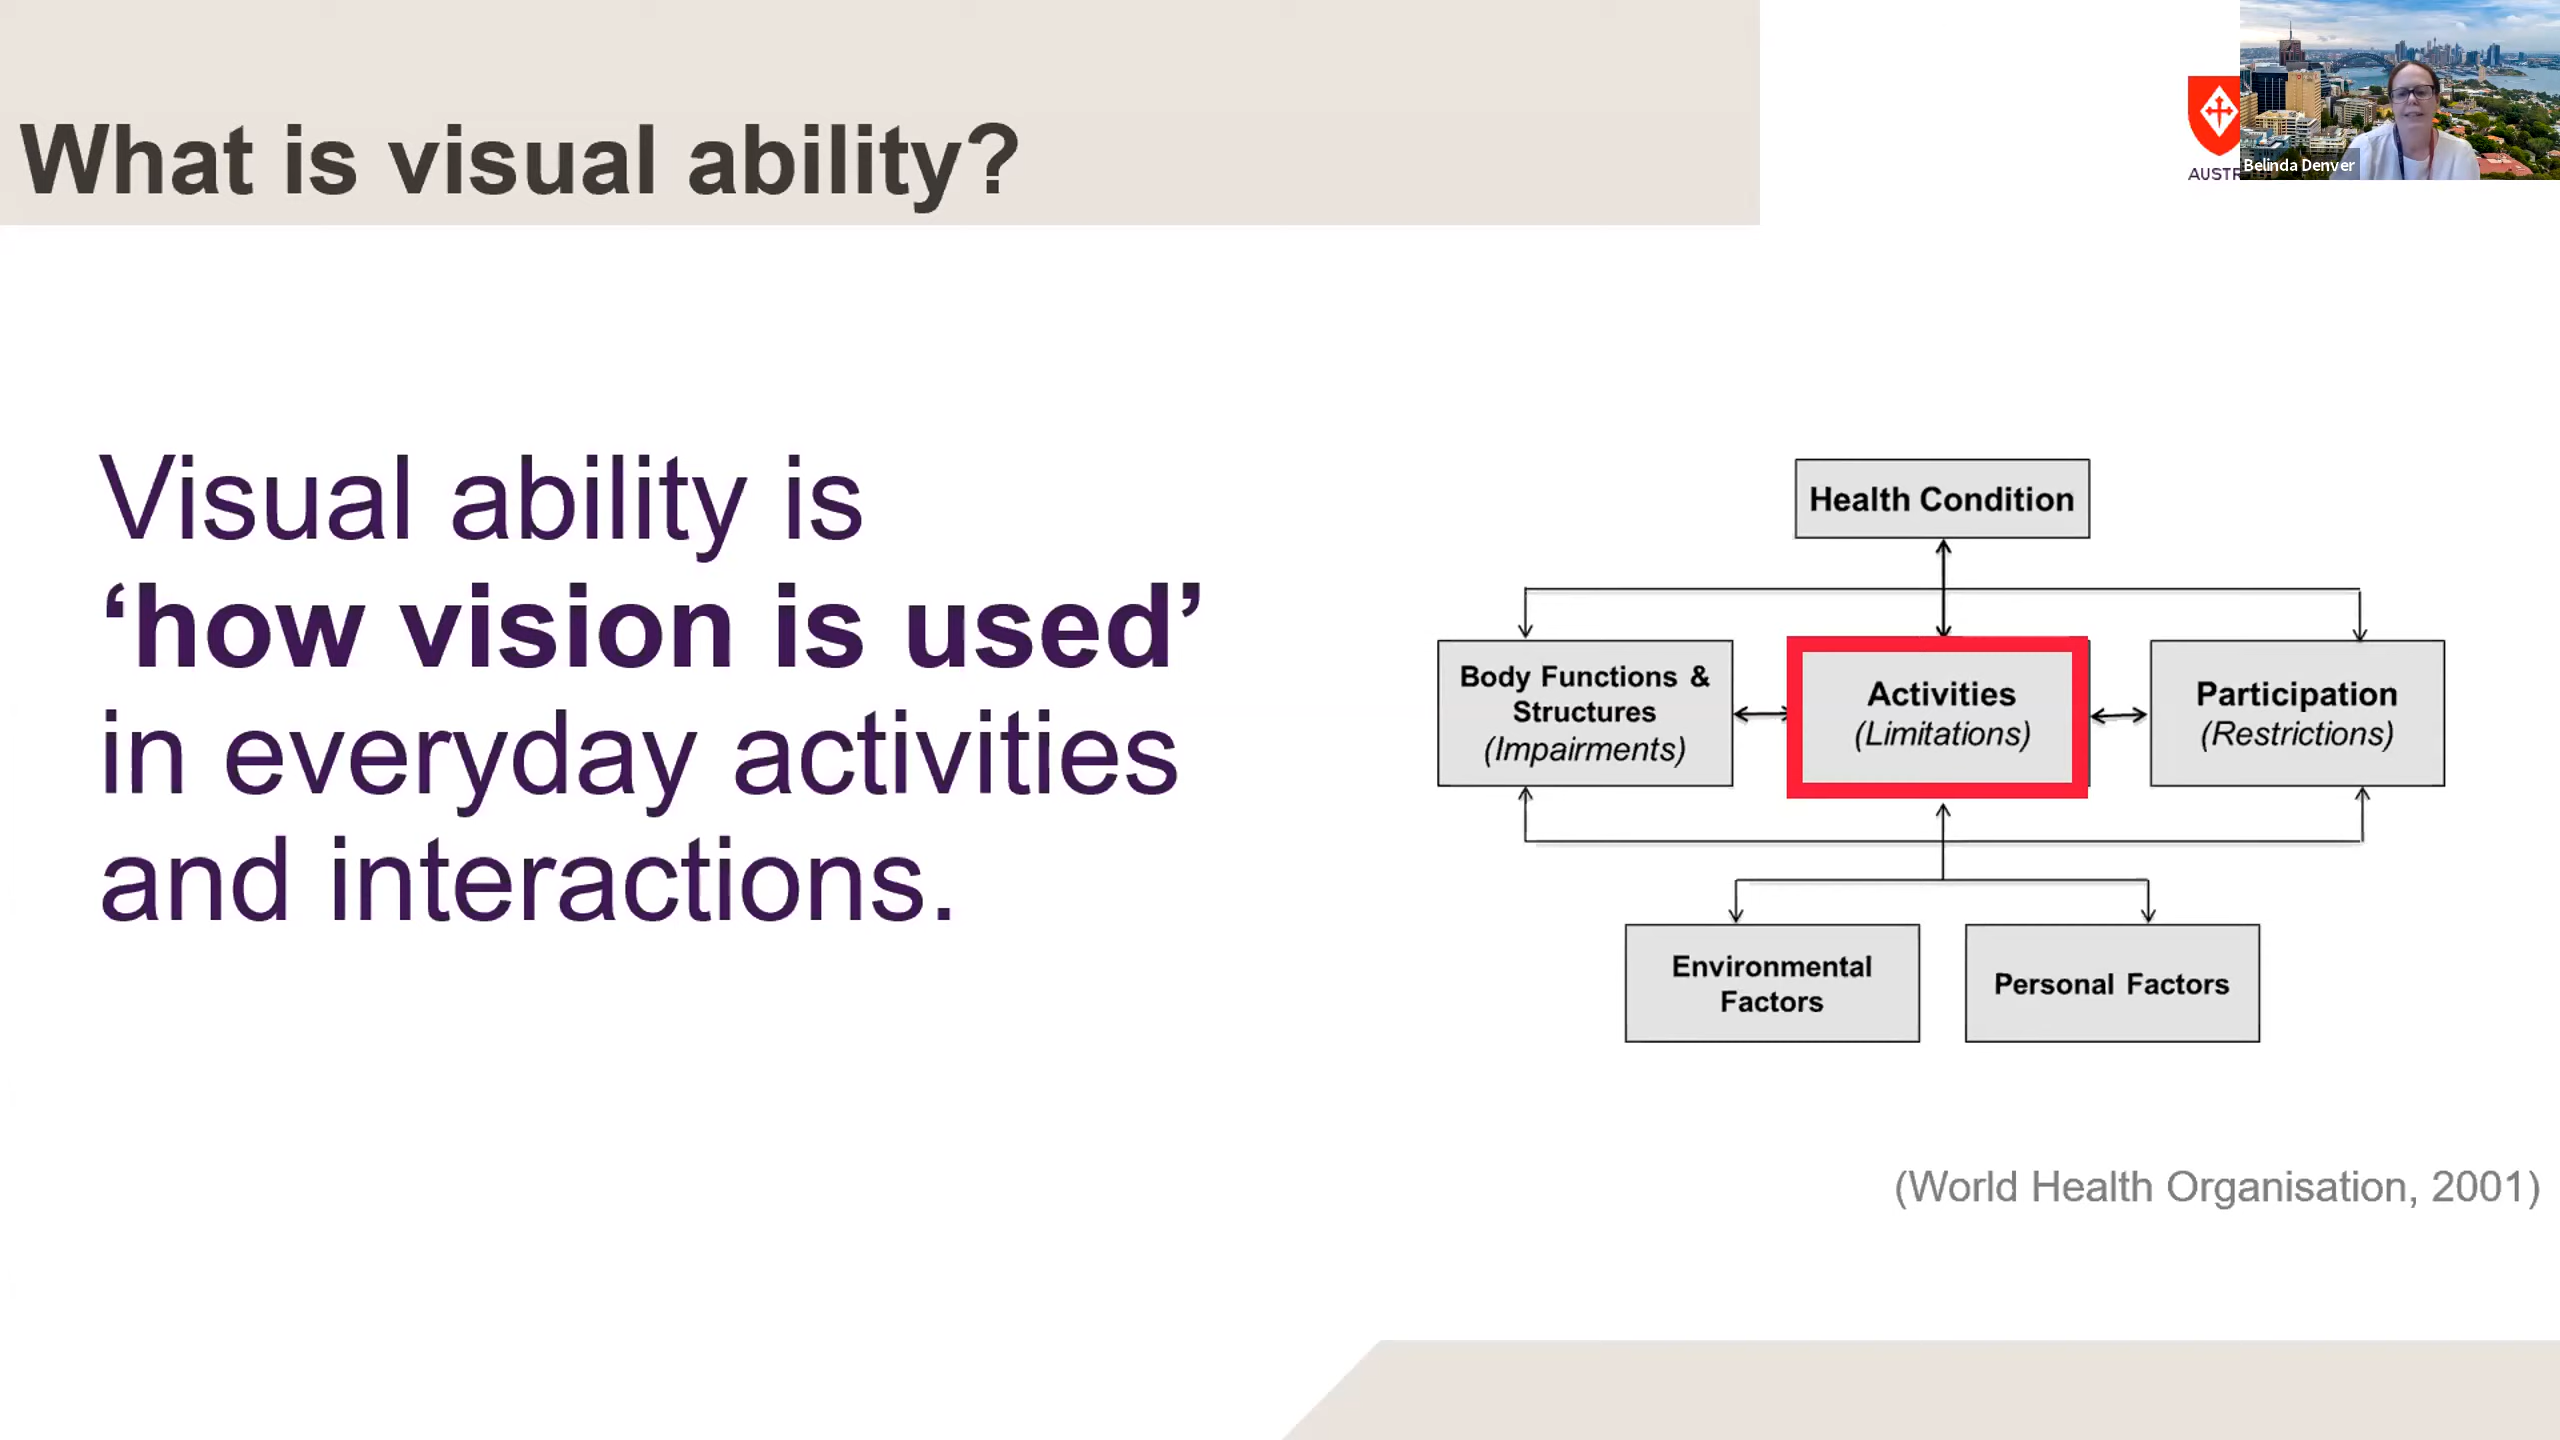 What is visual ability?
AUSTR
Belinda Denver
Visual ability is
‘how vision is used’
in everyday activities
and interactions.
Health Condition
Body Functions &
Structures
(Impairments)
Activities
(Limitations)
Participation
(Restrictions)
Environmental
Factors
Personal Factors
(World Health Organisation, 2001)